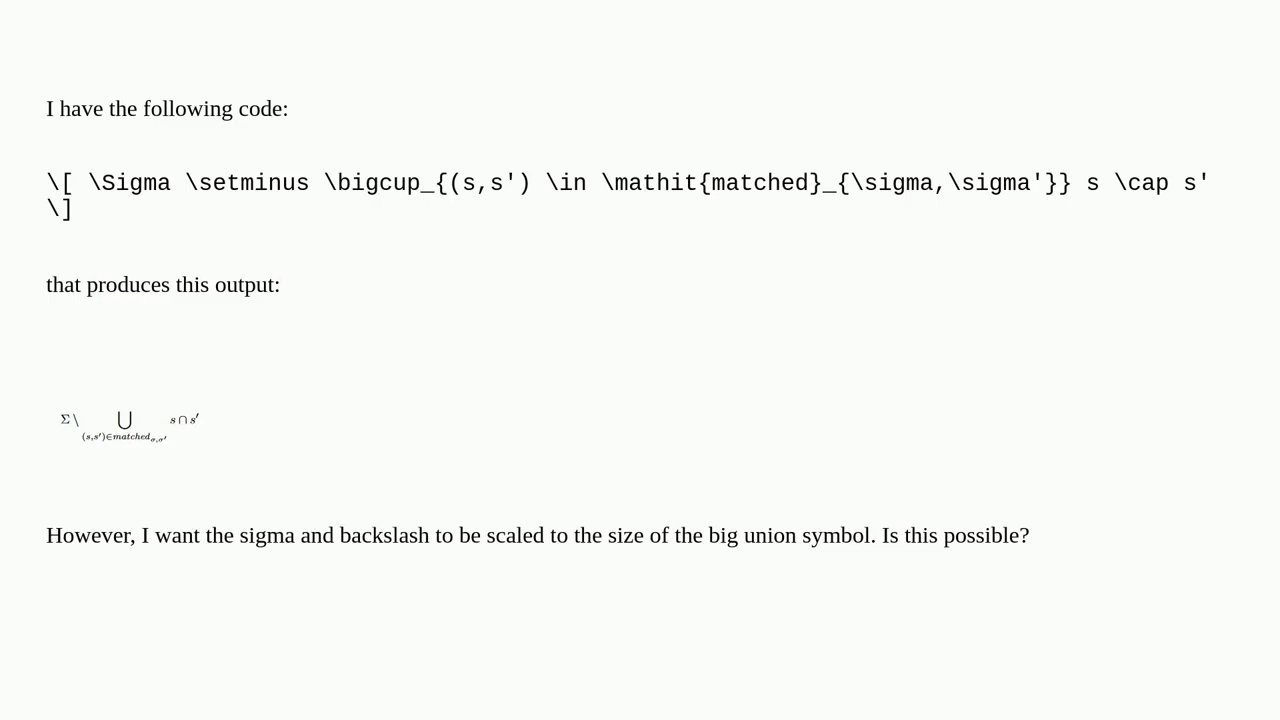 I have the following code:
\[ \Sigma \setminus \bigcup_{(s,s') \in \mathit{matched}_{\sigma,\sigma'}} s \cap s'
\]
that produces this output:
Σ \ ⋃ s ∩ s′
(s,s′)∈matched σ,σ′
However, I want the sigma and backslash to be scaled to the size of the big union symbol. Is this possible?